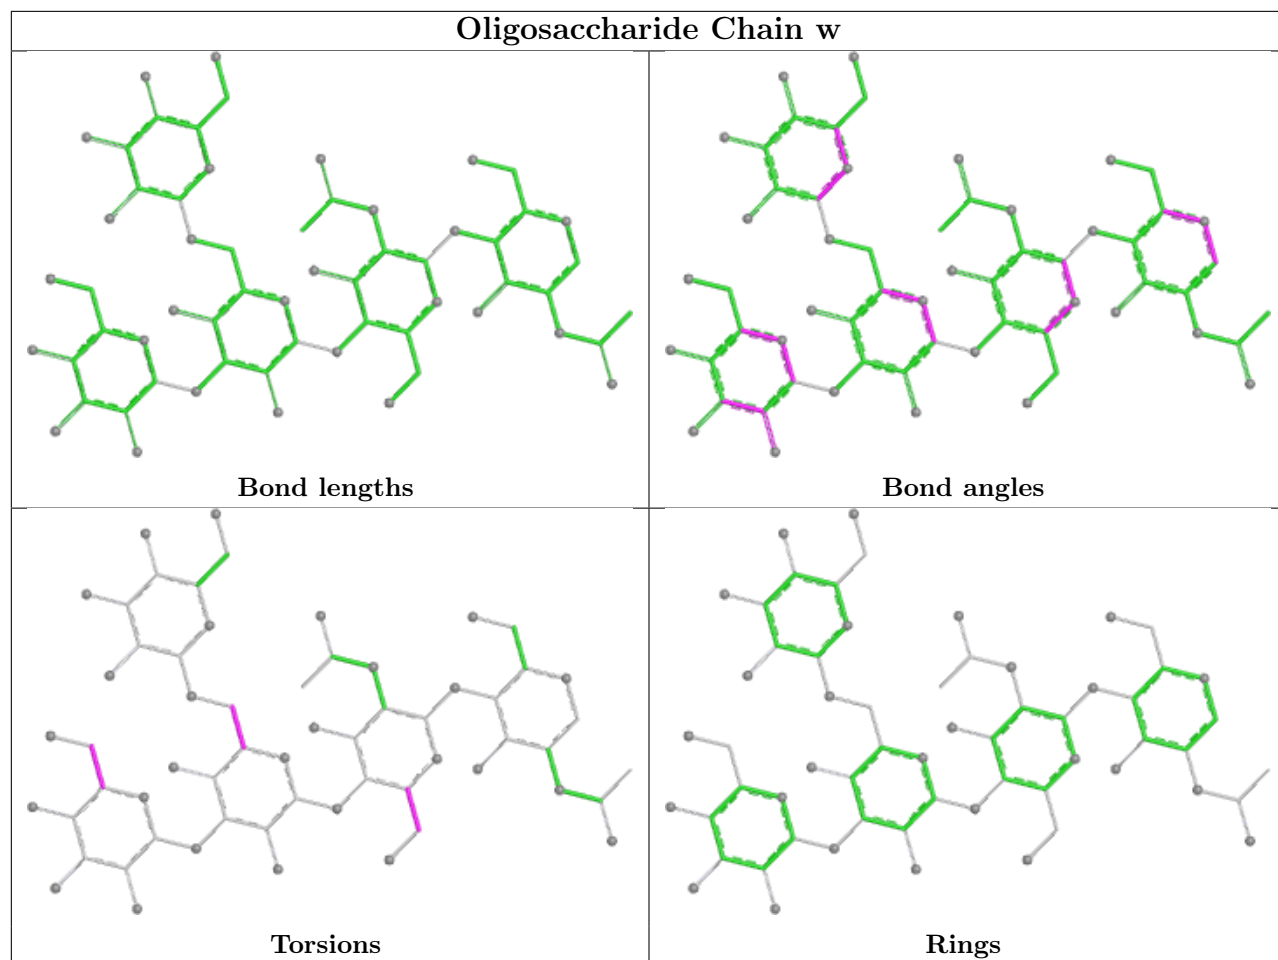 Oligosaccharide Chain w
Bond lengths
Bond angles
Torsions
Rings